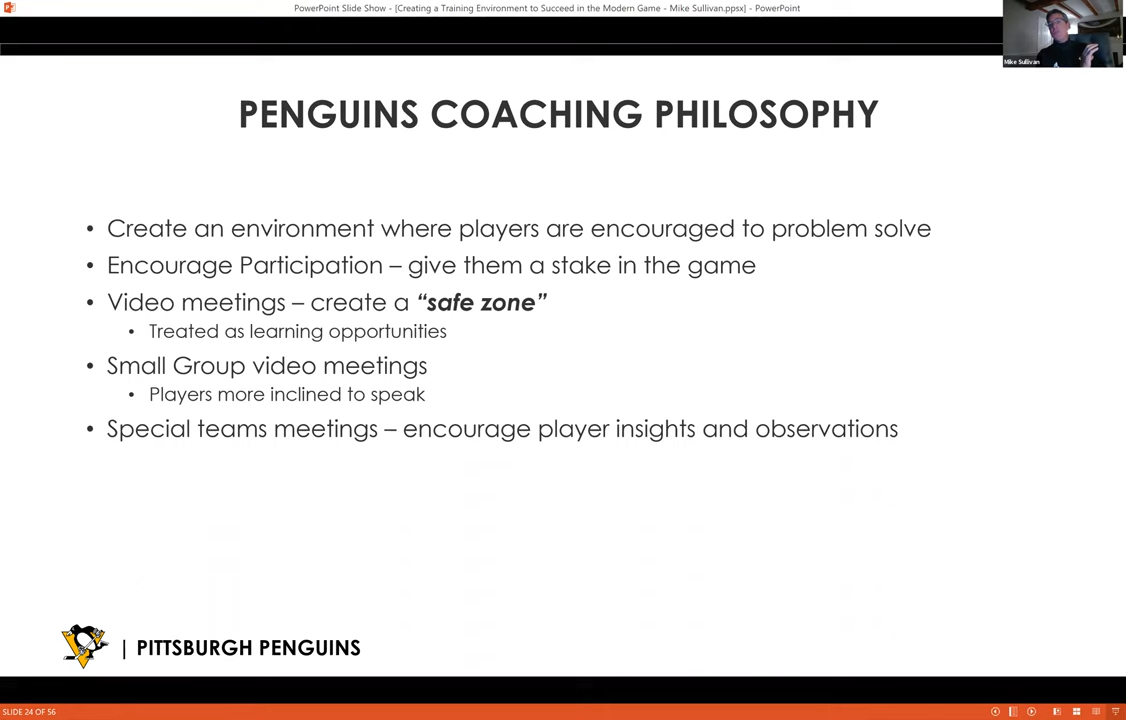 PowerPoint Slide Show - [Creating a Training Environment to Succeed in the Modern Game - Mike Sullivan.ppsx] - PowerPoint
Mike Sullivan
PENGUINS COACHING PHILOSOPHY
• Create an environment where players are encouraged to problem solve
• Encourage Participation – give them a stake in the game
• Video meetings – create a “safe zone”
• Treated as learning opportunities
• Small Group video meetings
• Players more inclined to speak
• Special teams meetings – encourage player insights and observations
| PITTSBURGH PENGUINS
SLIDE 24 OF 56